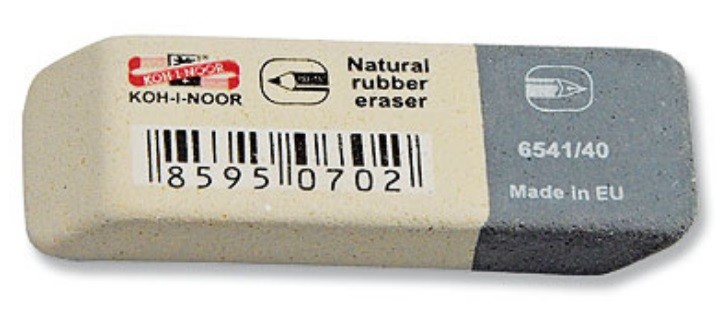 KOH-I-NOOR
KOH-I-NOOR
Natural
rubber
eraser
8595 0702
6541/40
Made in EU